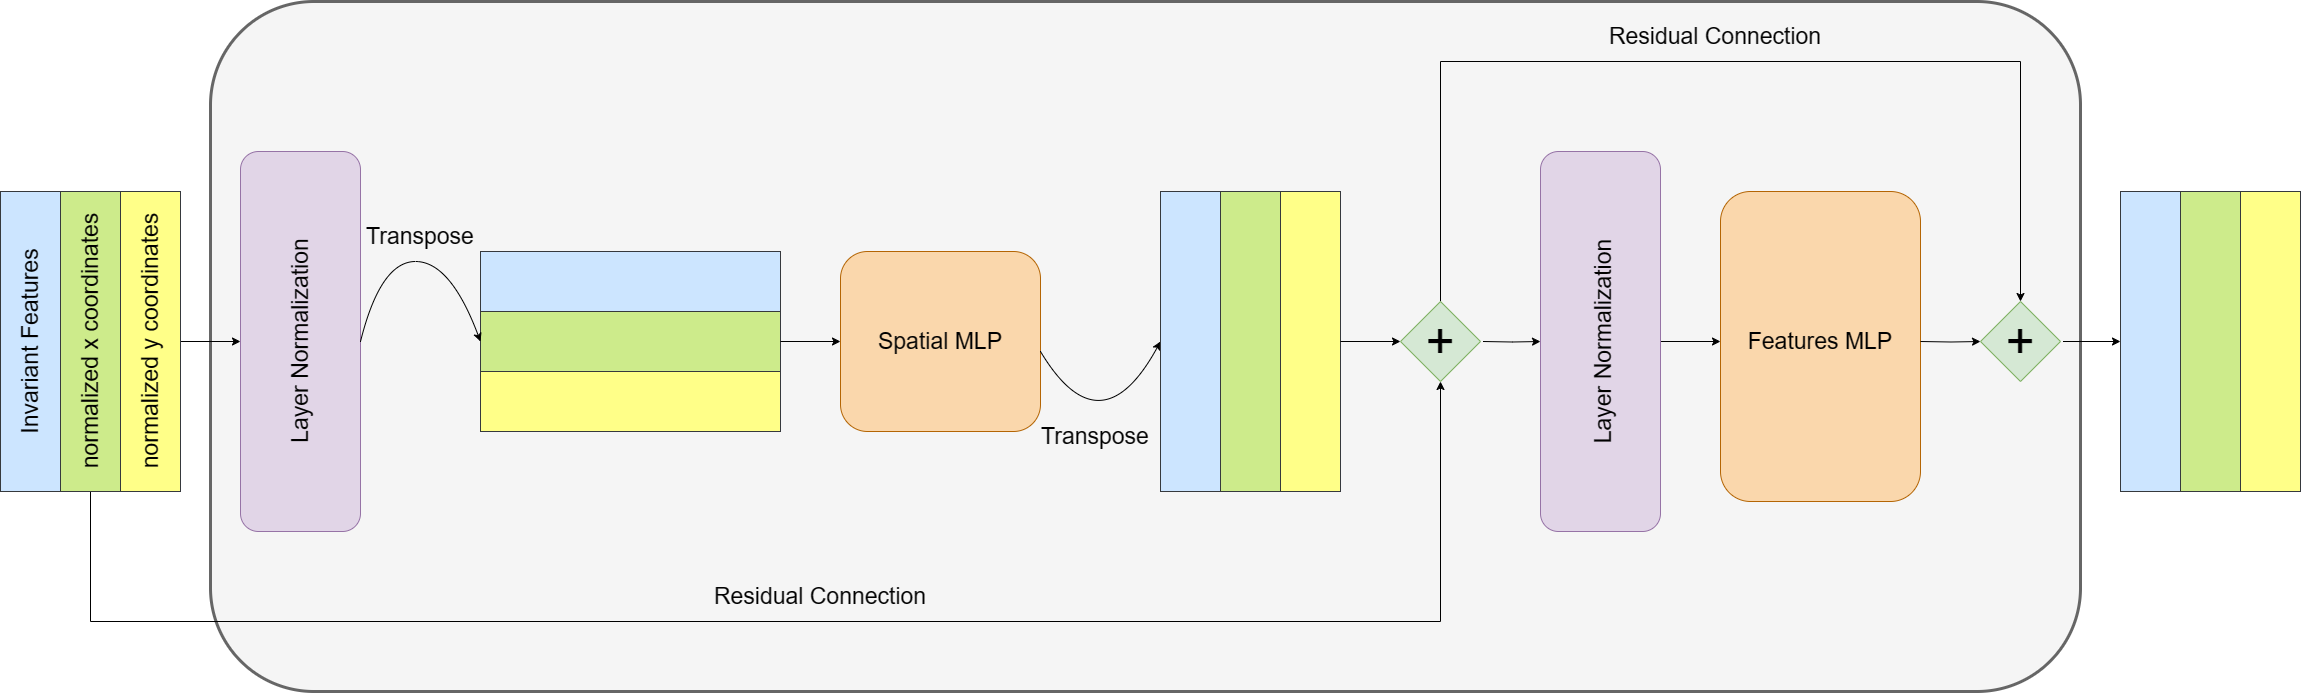 Residual Connection
Invariant Features
normalized x coordinates
normalized y coordinates
Layer Normalization
Transpose
Spatial MLP
Transpose
+
Layer Normalization
Features MLP
+
Residual Connection